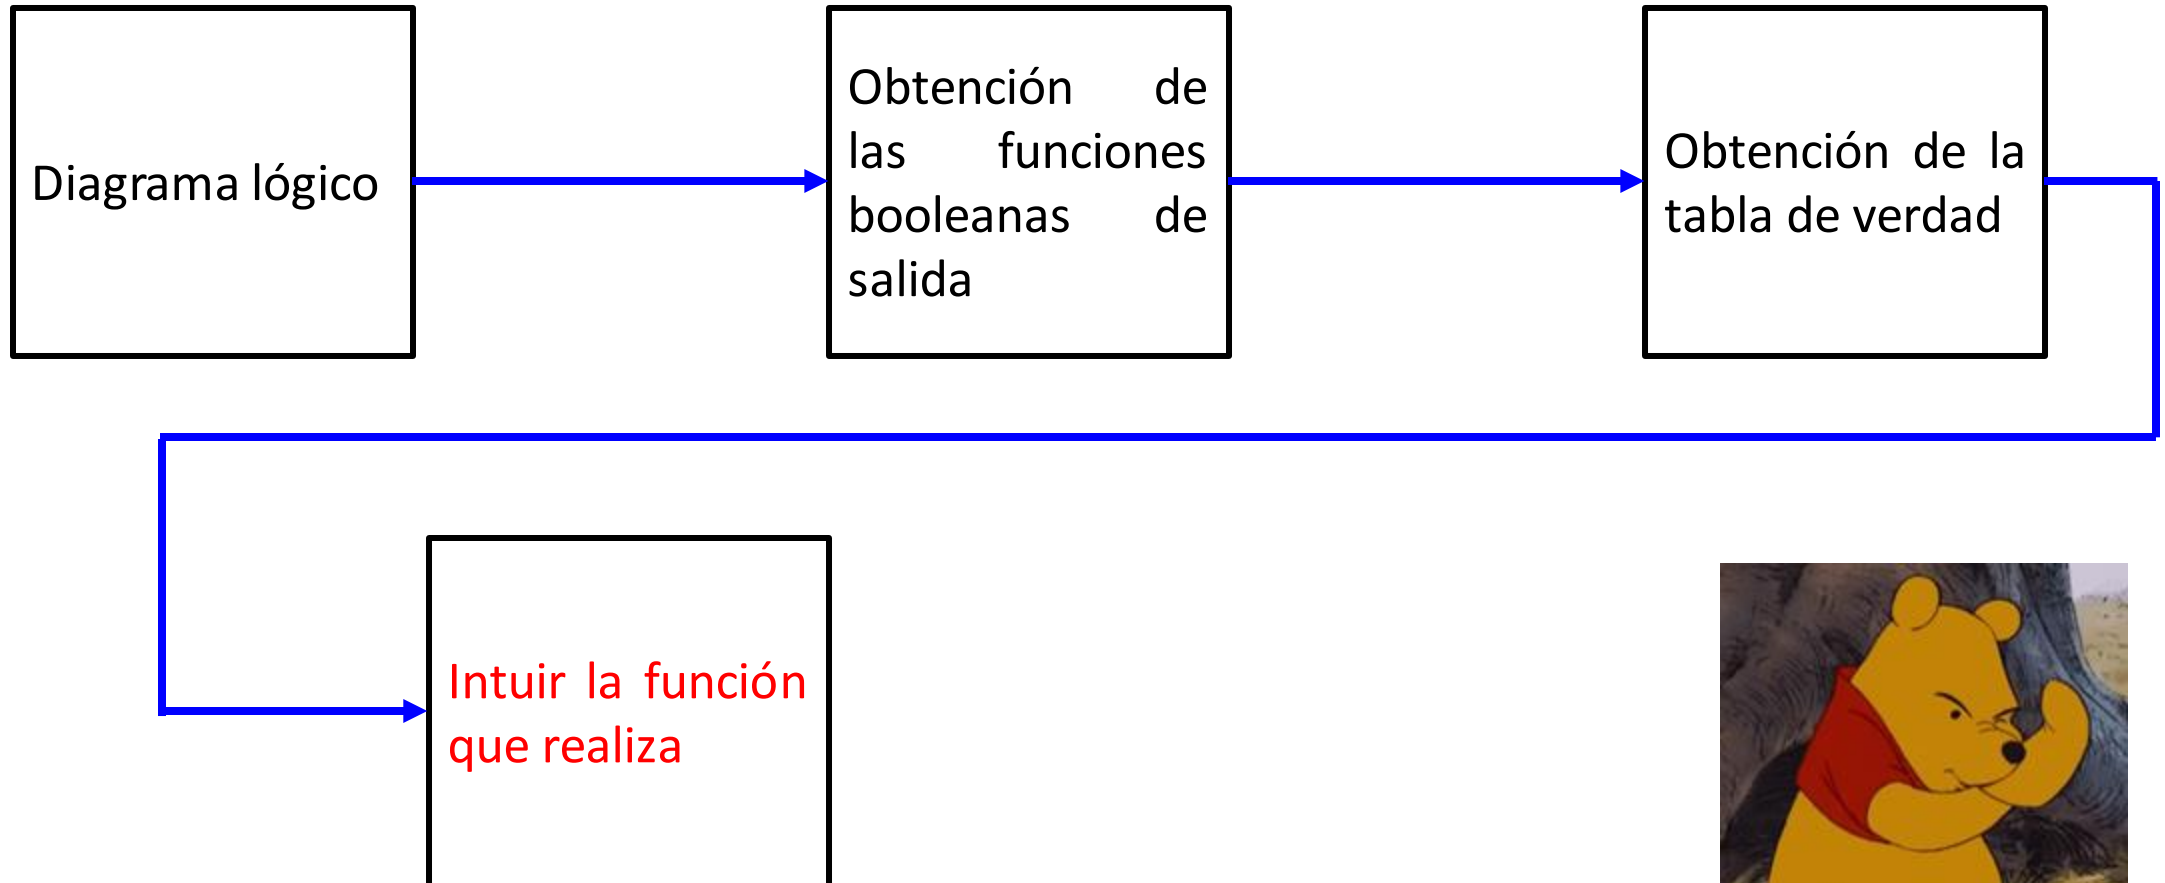 Diagrama lógico
Obtención de
las funciones
booleanas de
salida
Obtención de la
tabla de verdad
Intuir la función
que realiza